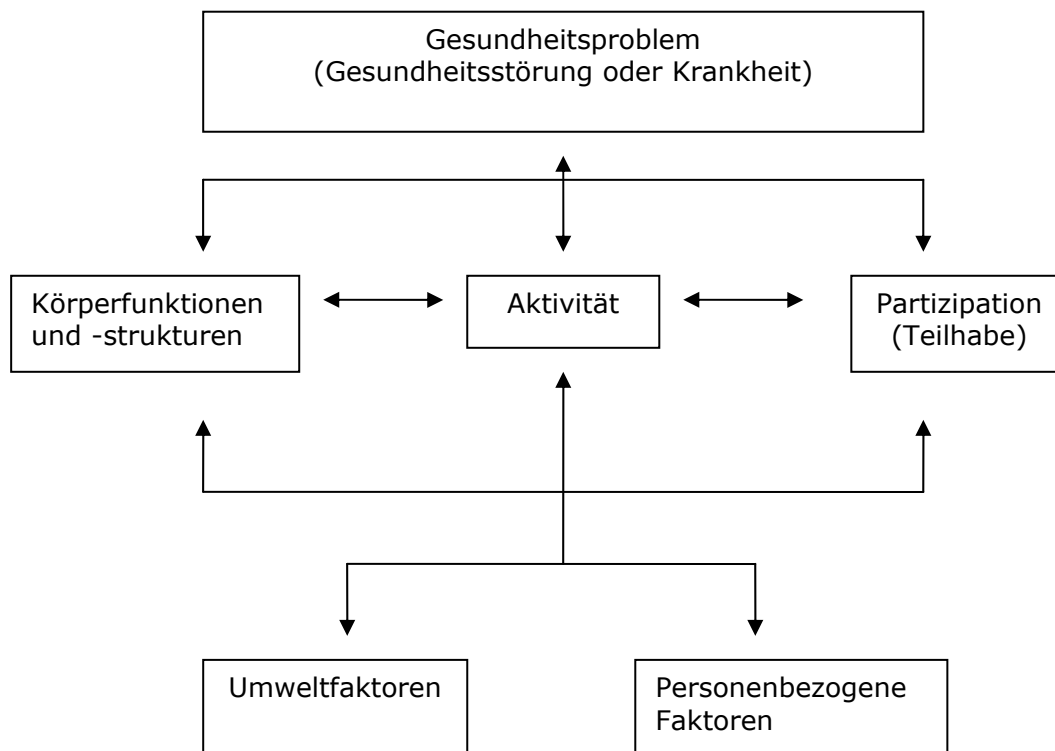 Gesundheitsproblem
(Gesundheitsstörung oder Krankheit)
Körperfunktionen
und -strukturen
Aktivität
Partizipation
(Teilhabe)
Umweltfaktoren
Personenbezogene
Faktoren